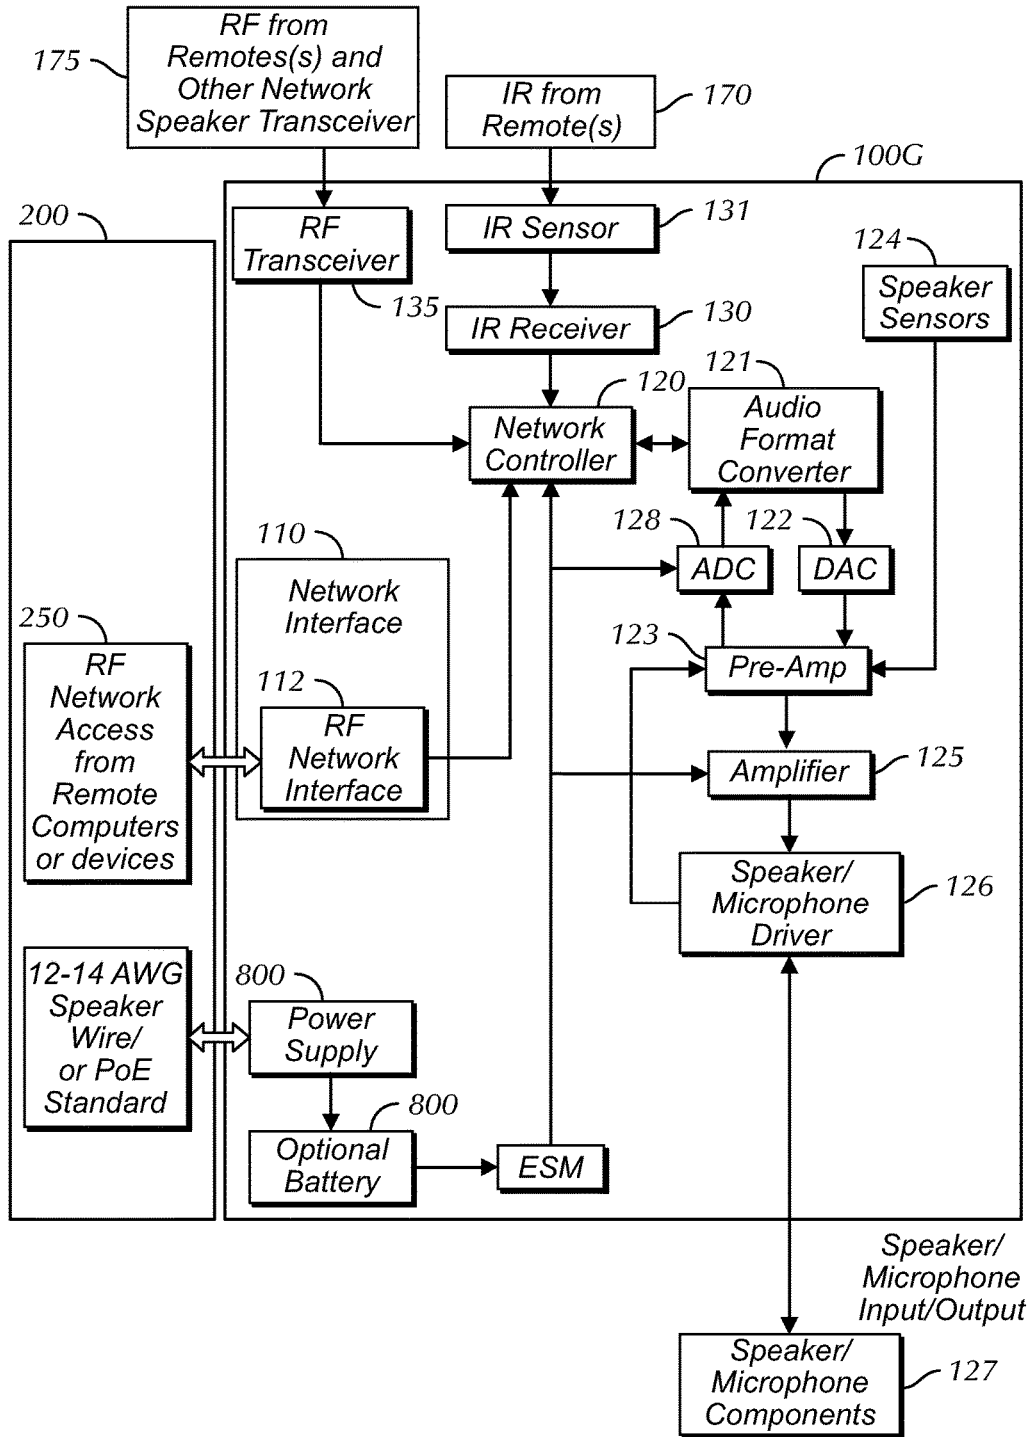 RF from
Remotes(s) and
Other Network
Speaker Transceiver
175
IR from
Remote(s)
170
100G
200
RF
Transceiver
135
IR Sensor
131
124
Speaker
Sensors
IR Receiver
130
120
Network
Controller
121
Audio
Format
Converter
128
ADC
122
DAC
110
Network
Interface
250
RF
Network
Access
from
Remote
Computers
or devices
112
RF
Network
Interface
123
Pre-Amp
Amplifier
125
Speaker/
Microphone
Driver
126
12-14 AWG
Speaker
Wire/
or PoE
Standard
800
Power
Supply
800
Optional
Battery
ESM
Speaker/
Microphone
Input/Output
Speaker/
Microphone
Components
127